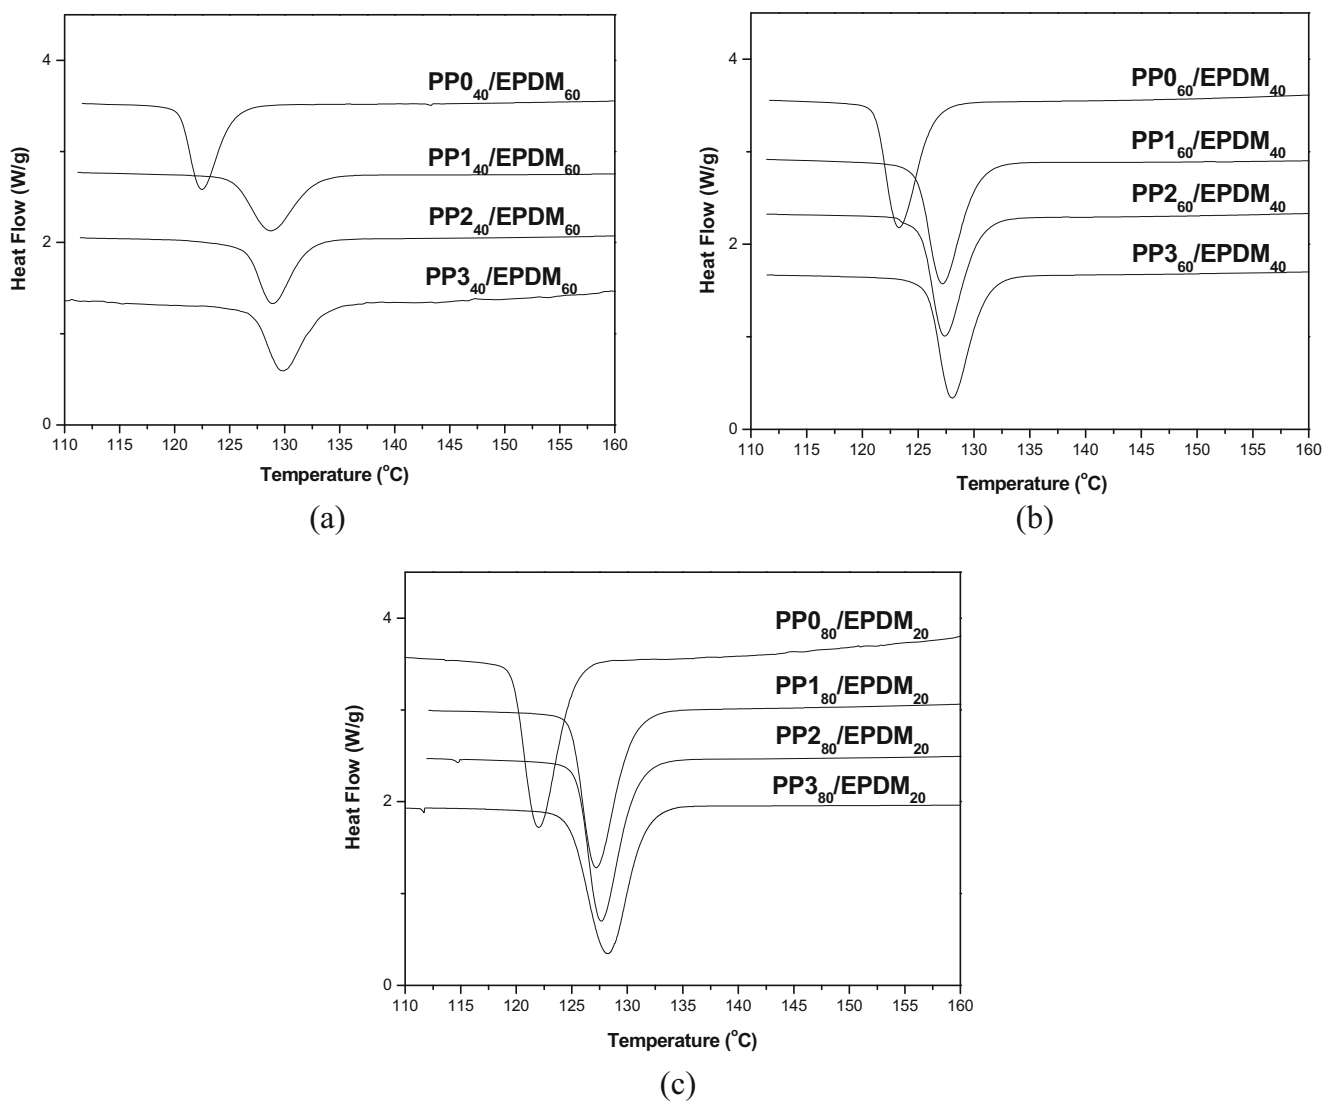 4
2
0
Heat Flow (W/g)
PP0₄₀/EPDM₆₀
PP1₄₀/EPDM₆₀
PP2₄₀/EPDM₆₀
PP3₄₀/EPDM₆₀
110 115 120 125 130 135 140 145 150 155 160
Temperature (°C)
(a)
4
2
0
Heat Flow (W/g)
PP0₆₀/EPDM₄₀
PP1₆₀/EPDM₄₀
PP2₆₀/EPDM₄₀
PP3₆₀/EPDM₄₀
110 115 120 125 130 135 140 145 150 155 160
Temperature (°C)
(b)
4
2
0
Heat Flow (W/g)
PP0₈₀/EPDM₂₀
PP1₈₀/EPDM₂₀
PP2₈₀/EPDM₂₀
PP3₈₀/EPDM₂₀
110 115 120 125 130 135 140 145 150 155 160
Temperature (°C)
(c)